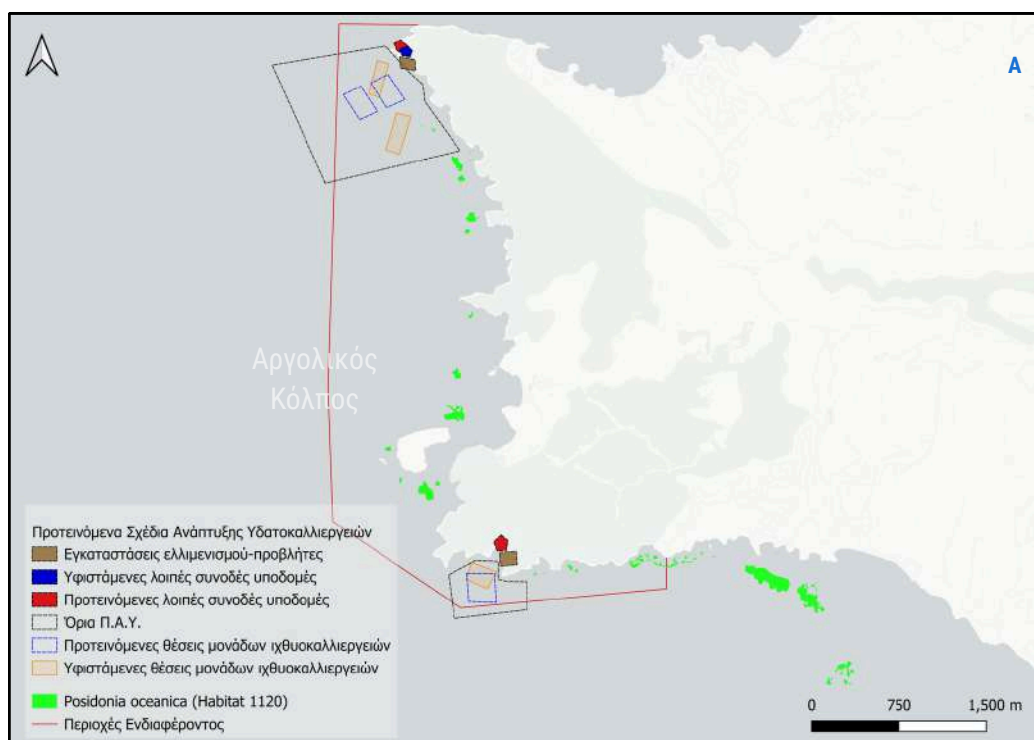 A
Αργολικός
Κόλπος
Προτεινόμενα Σχέδια Ανάπτυξης Υδατοκαλλιεργειών
Εγκαταστάσεις ελλιμενισμού-προβλήτες
Υφιστάμενες λοιπές συνοδές υποδομές
Προτεινόμενες λοιπές συνοδές υποδομές
Όρια Π.Α.Υ.
Προτεινόμενες θέσεις μονάδων ιχθυοκαλλιεργειών
Υφιστάμενες θέσεις μονάδων ιχθυοκαλλιεργειών
Posidonia oceanica (Habitat 1120)
Περιοχές Ενδιαφέροντος
0 750 1,500 m